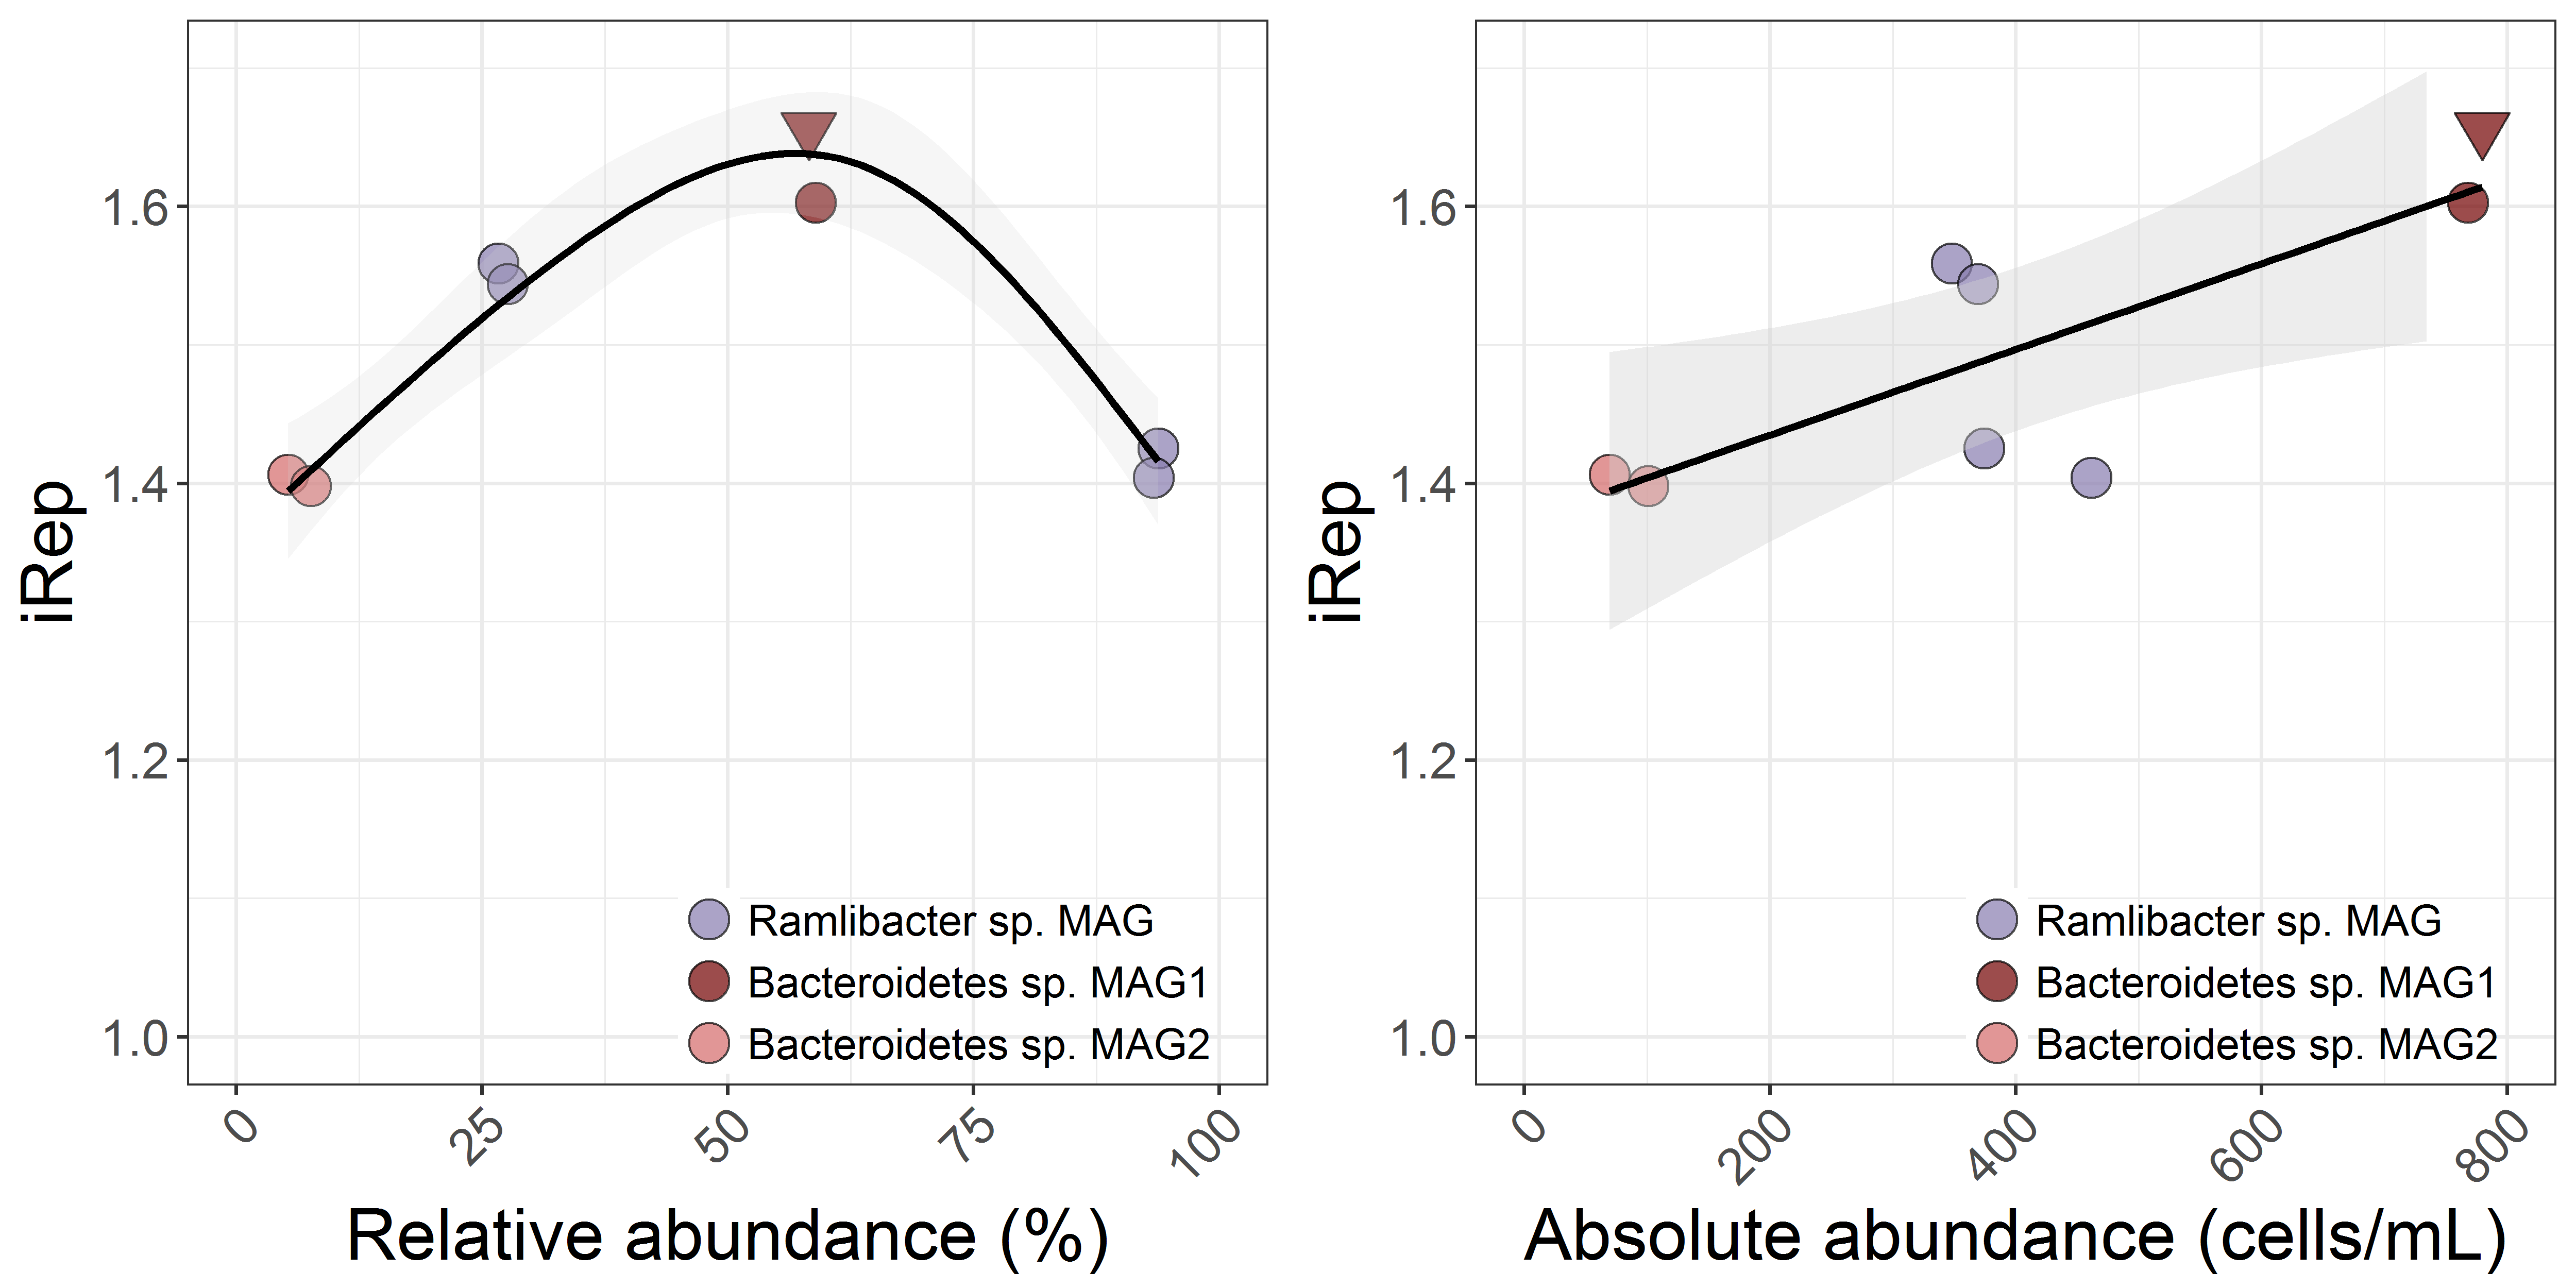 iRep
1.6
1.4
1.2
1.0
0
25
50
75
100
Relative abundance (%)
Ramlibacter sp. MAG
Bacteroidetes sp. MAG1
Bacteroidetes sp. MAG2
iRep
1.6
1.4
1.2
1.0
0
200
400
600
800
Absolute abundance (cells/mL)
Ramlibacter sp. MAG
Bacteroidetes sp. MAG1
Bacteroidetes sp. MAG2